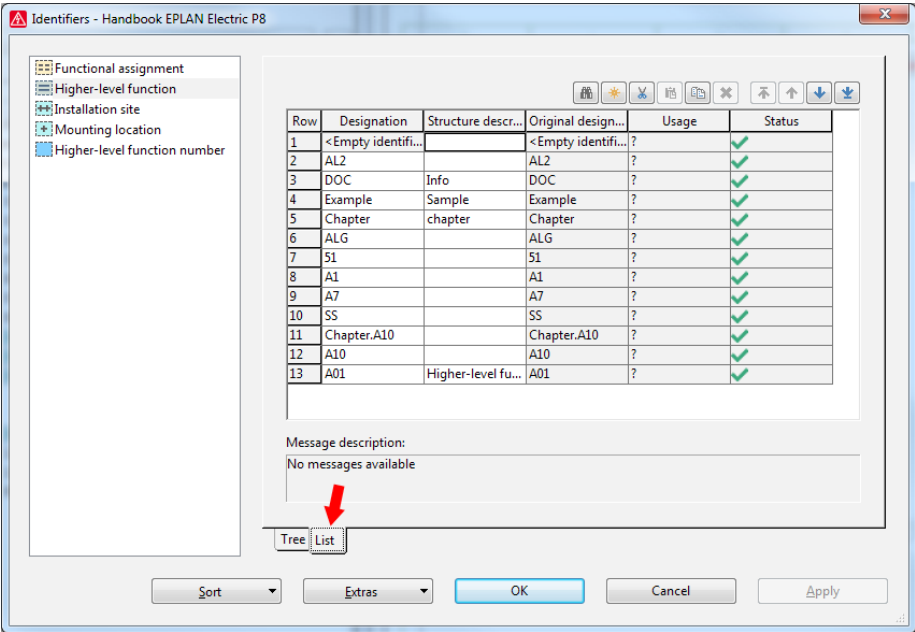 Identifiers - Handbook EPLAN Electric P8
Functional assignment
Higher-level function
Installation site
Mounting location
Higher-level function number
Row Designation Structure descr... Original design... Usage Status
1 <Empty identifi... <Empty identifi... ?
2 AL2 AL2 ?
3 DOC Info DOC ?
4 Example Sample Example ?
5 Chapter chapter Chapter ?
6 ALG ALG ?
7 51 51 ?
8 A1 A1 ?
9 A7 A7 ?
10 SS SS ?
11 Chapter.A10 Chapter.A10 ?
12 A10 A10 ?
13 A01 Higher-level fu... A01 ?
Message description:
No messages available
Tree List
Sort Extras OK Cancel Apply